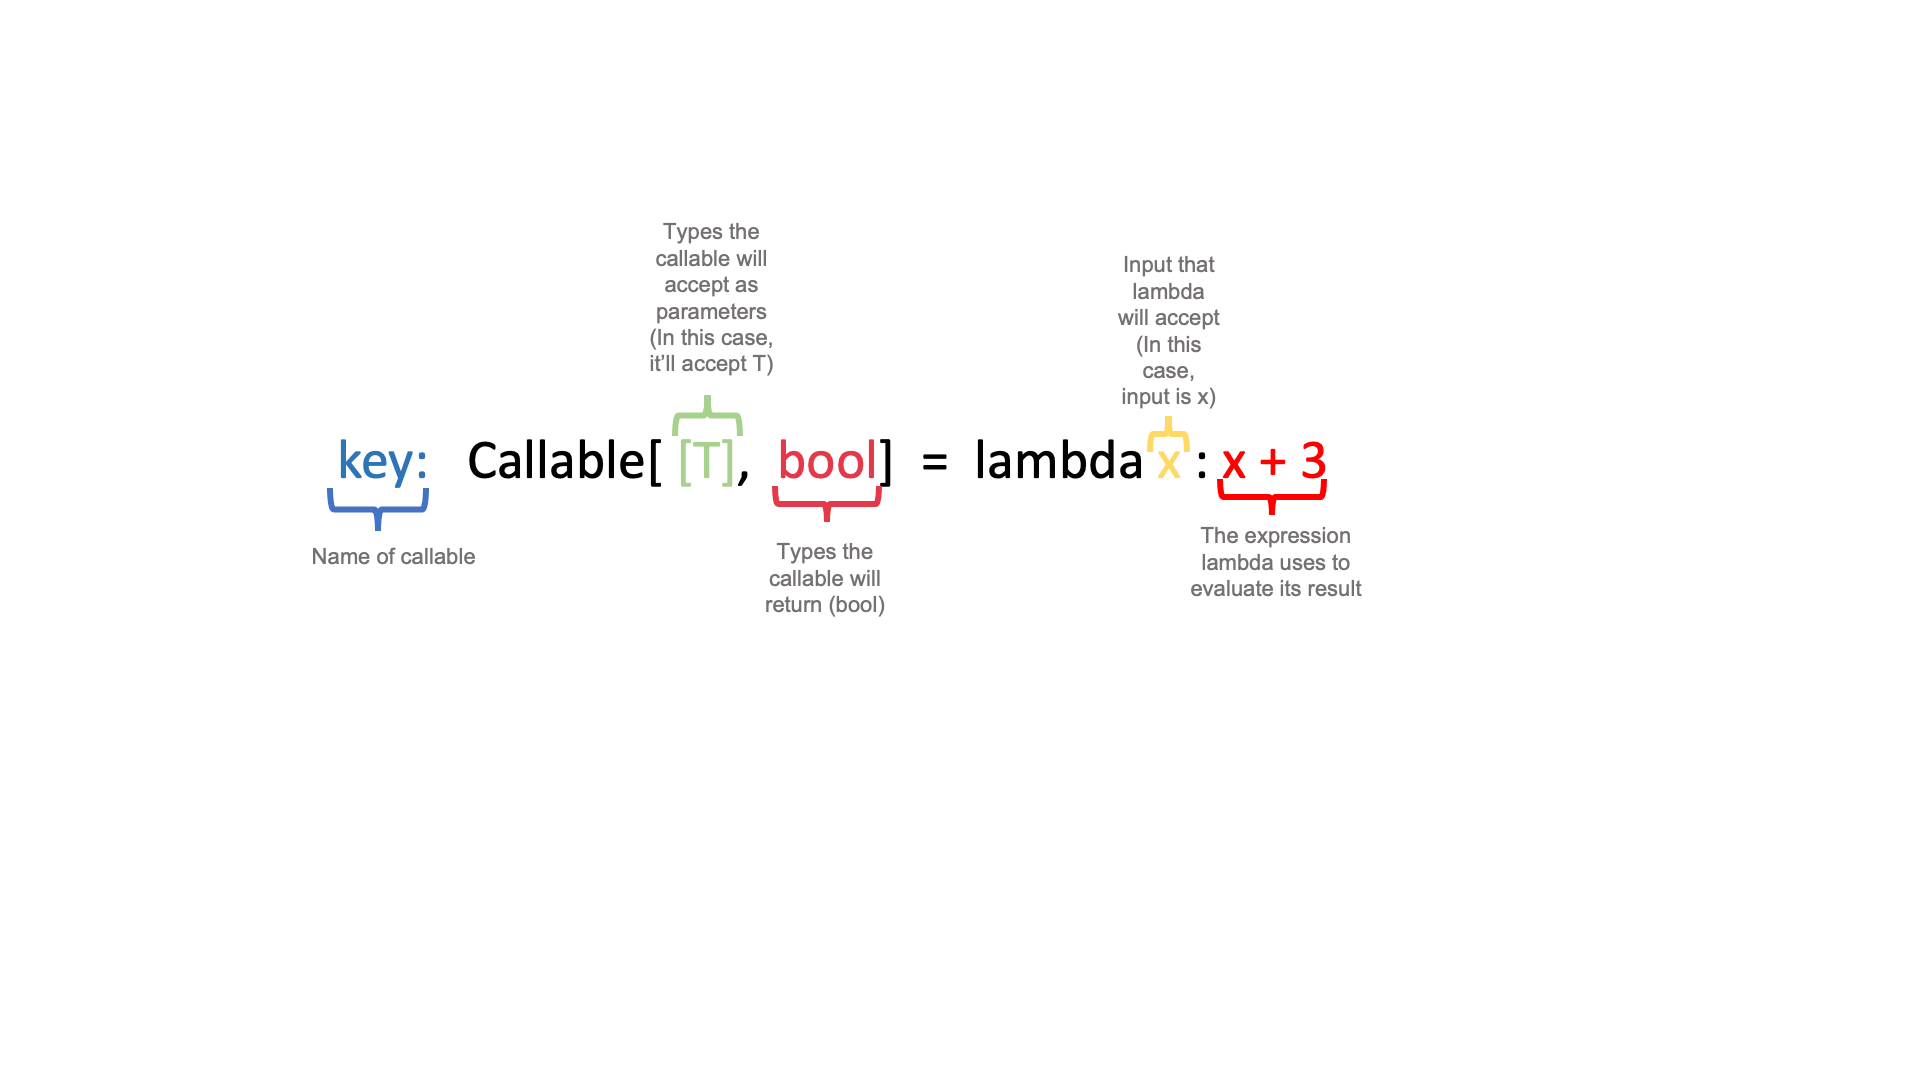 Types the
callable will
accept as
parameters
(In this case,
it’ll accept T)
Input that
lambda
will accept
(In this
case,
input is x)
key: Callable[ [T], bool] = lambda x : x + 3
Name of callable
Types the
callable will
return (bool)
The expression
lambda uses to
evaluate its result